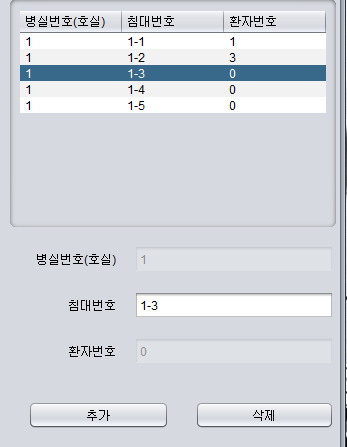 병실번호(호실) 침대번호 환자번호
1 1-1 1
1 1-2 3
1 1-3 0
1 1-4 0
1 1-5 0
병실번호(호실) 1
침대번호 1-3
환자번호 0
추가 삭제